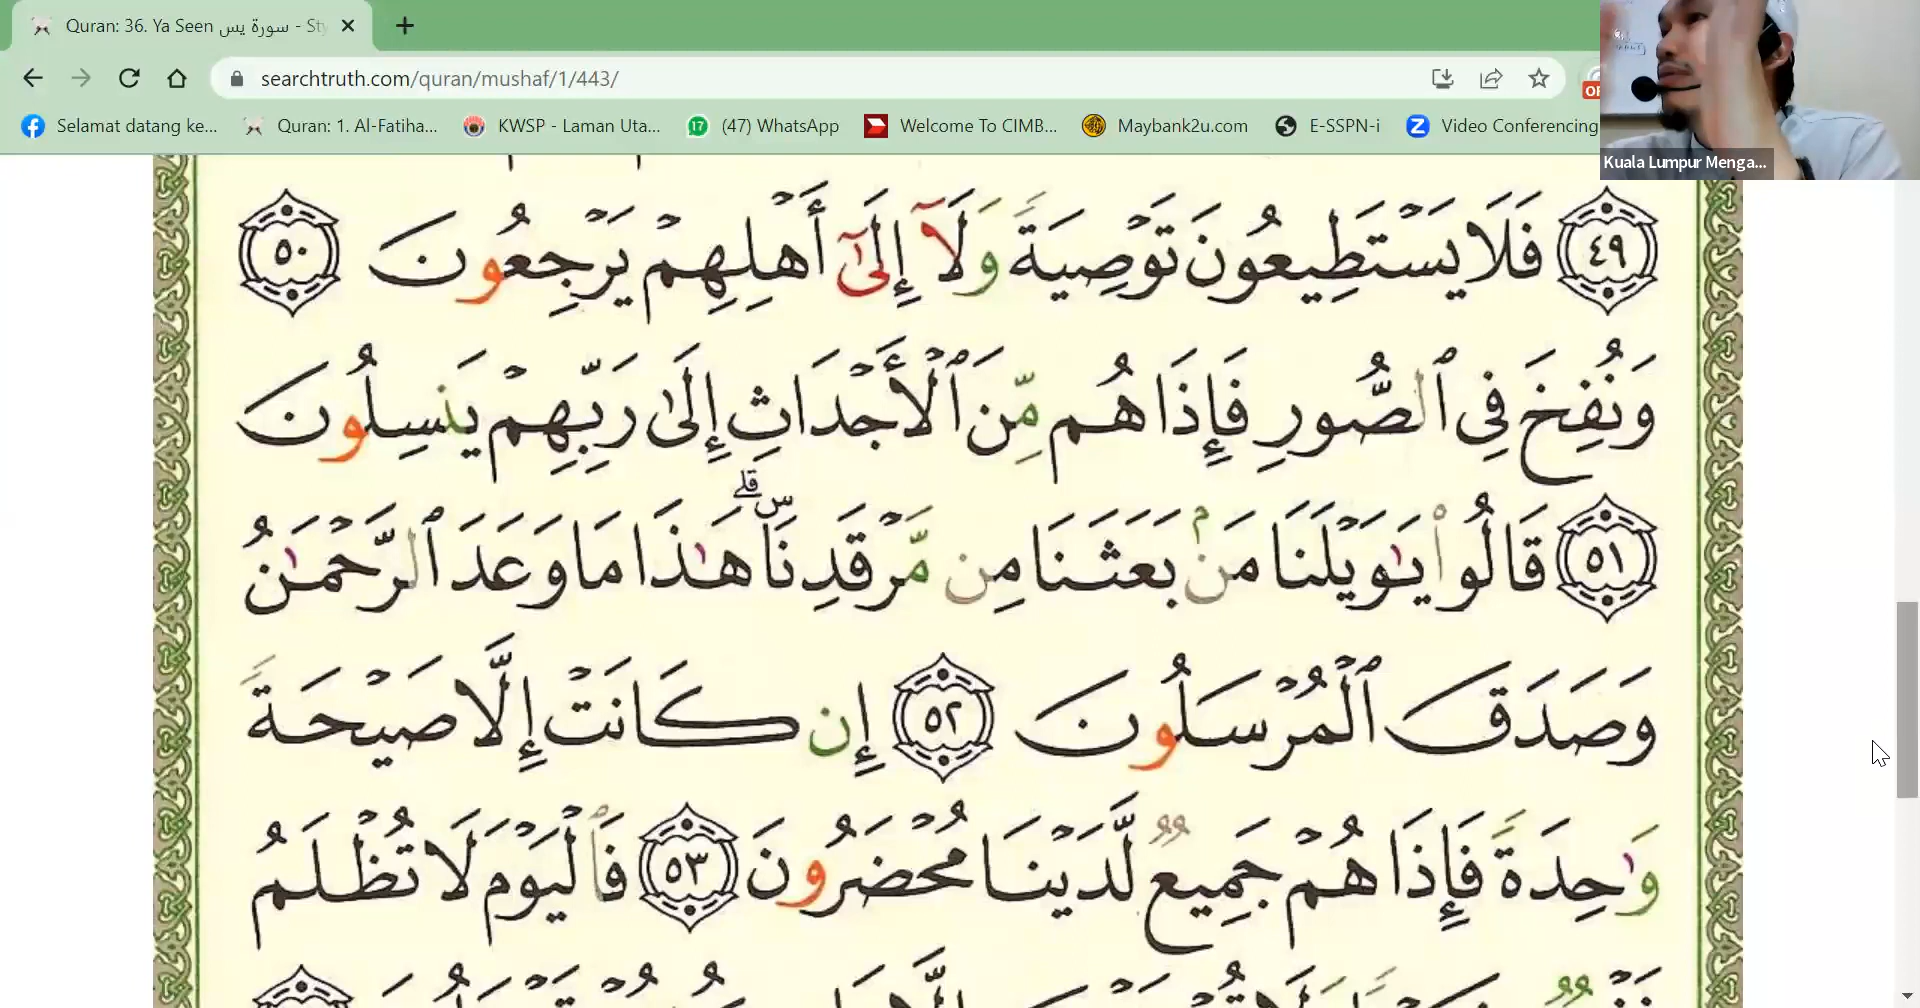 Quran: 36. Ya Seen سورة يس - St
searchtruth.com/quran/mushaf/1/443/
Selamat datang ke...
Quran: 1. Al-Fatiha...
KWSP - Laman Uta...
17
(47) WhatsApp
Welcome To CIMB...
Maybank2u.com
E-SSPN-i
Z
Video Conferencing
Kuala Lumpur Menga...
٤٩ فَلَا يَسْتَطِيعُونَ تَوْصِيَةً وَلَآ إِلَىٰٓ أَهْلِهِمْ يَرْجِعُونَ ٥٠
وَنُفِخَ فِى ٱلصُّورِ فَإِذَا هُم مِّنَ ٱلْأَجْدَاثِ إِلَىٰ رَبِّهِمْ يَنسِلُونَ
٥١ قَالُوا۟ يَـٰوَيْلَنَا مَنۢ بَعَثَنَا مِن مَّرْقَدِنَا ۜ ۗ هَـٰذَا مَا وَعَدَ ٱلرَّحْمَـٰنُ
وَصَدَقَ ٱلْمُرْسَلُونَ ٥٢ إِن كَانَتْ إِلَّا صَيْحَةً
وَٰحِدَةً فَإِذَا هُمْ جَمِيعٌ لَّدَيْنَا مُحْضَرُونَ ٥٣ فَٱلْيَوْمَ لَا تُظْلَمُ